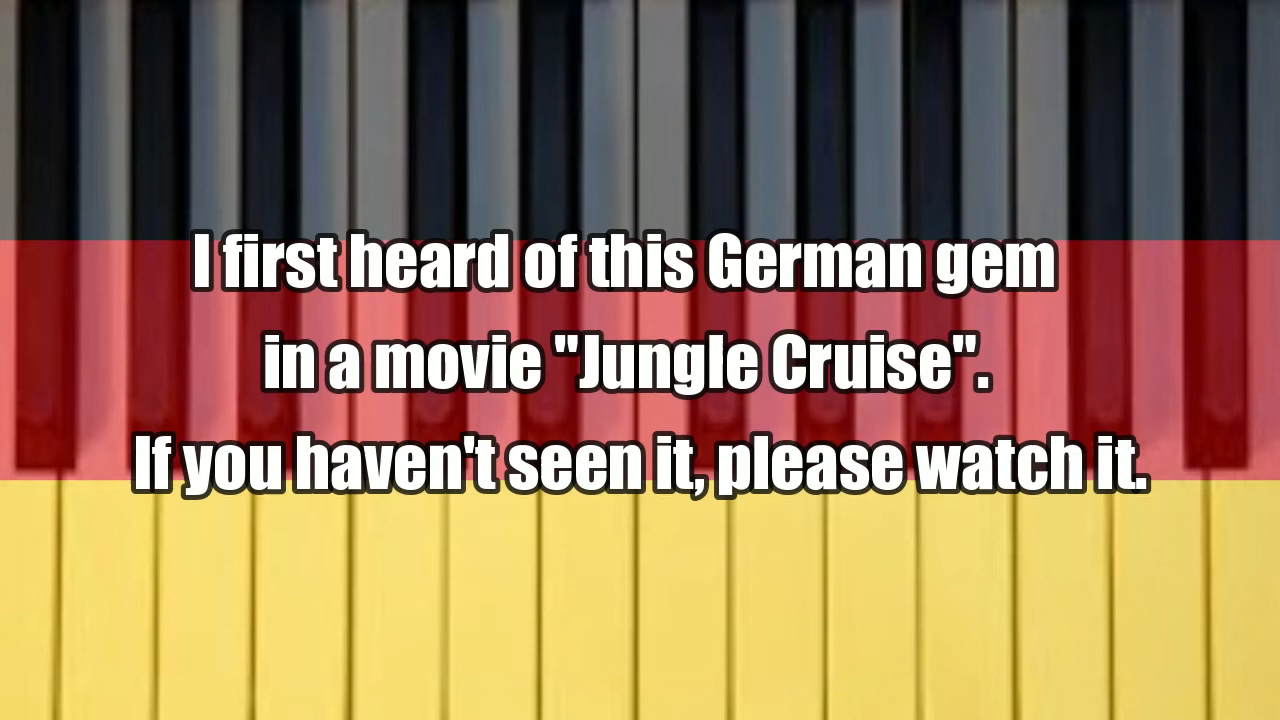 I first heard of this German gem
in a movie "Jungle Cruise".
If you haven't seen it, please watch it.